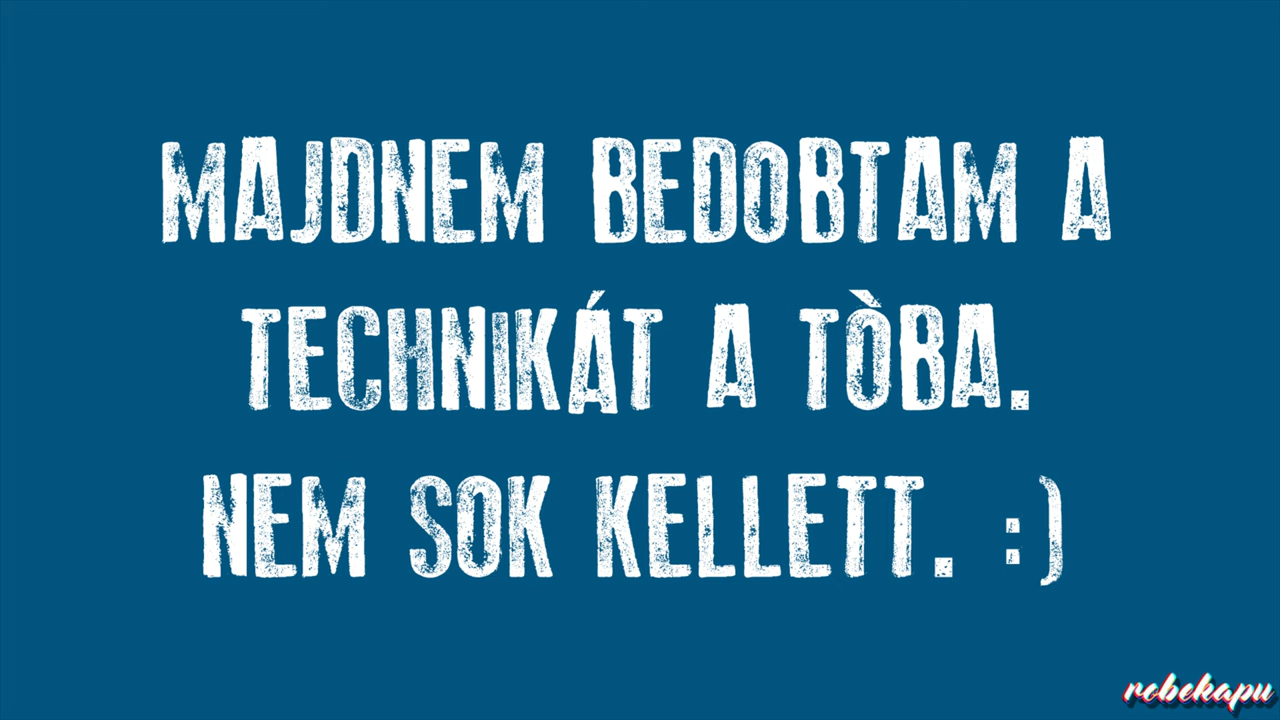 MAJDNEM BEDOBTAM A
TECHNIKÁT A TÒBA.
NEM SOK KELLETT. :)
robekapu